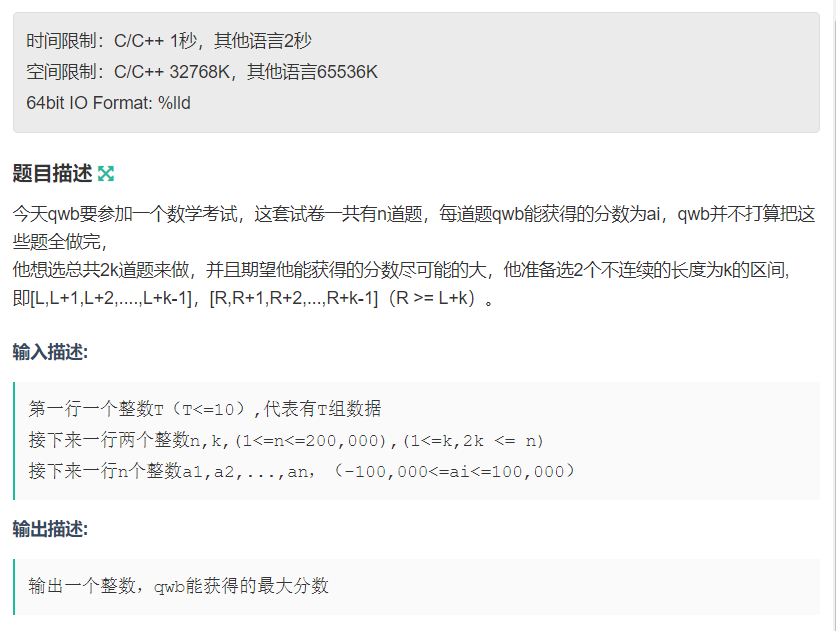 时间限制：C/C++ 1秒，其他语言2秒
空间限制：C/C++ 32768K，其他语言65536K
64bit IO Format: %lld
题目描述
今天qwb要参加一个数学考试，这套试卷一共有n道题，每道题qwb能获得的分数为ai，qwb并不打算把这
些题全做完，
他想选总共2k道题来做，并且期望他能获得的分数尽可能的大，他准备选2个不连续的长度为k的区间,
即[L,L+1,L+2,....,L+k-1]，[R,R+1,R+2,...,R+k-1]（R >= L+k）。
输入描述:
第一行一个整数T（T<=10）,代表有T组数据
接下来一行两个整数n,k,(1<=n<=200,000),(1<=k,2k <= n)
接下来一行n个整数a1,a2,...,an，（-100,000<=ai<=100,000）
输出描述:
输出一个整数，qwb能获得的最大分数